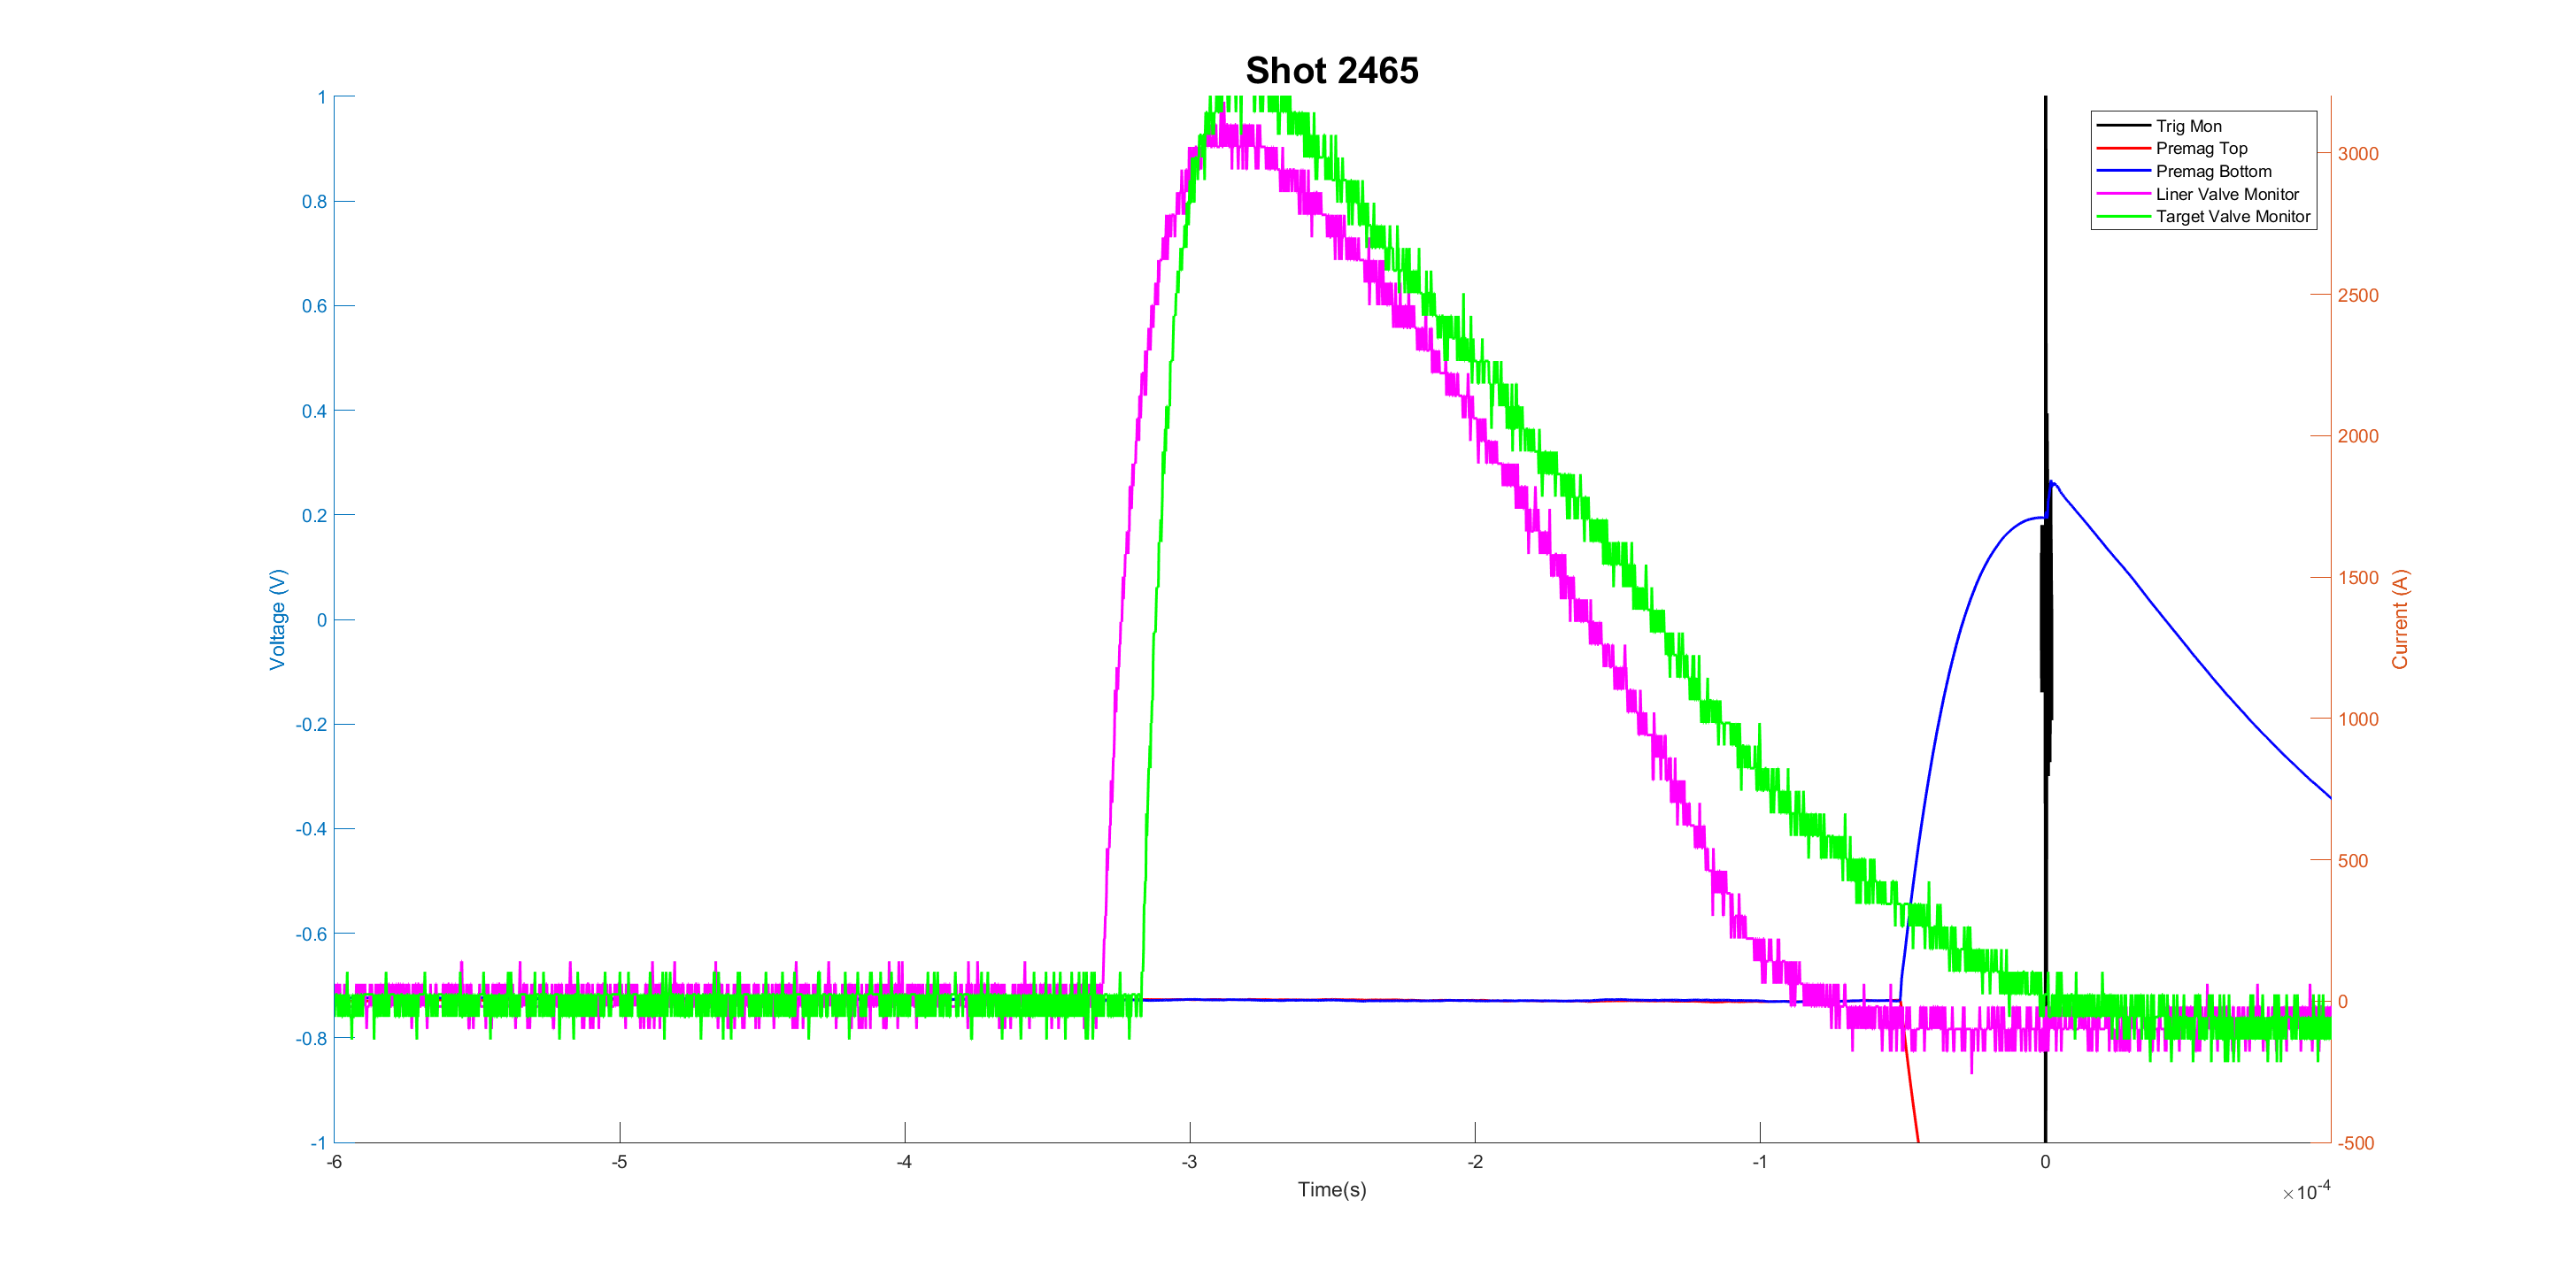 Shot 2465
1
0.8
0.6
0.4
0.2
0
-0.2
-0.4
-0.6
-0.8
-1
Voltage (V)
Trig Mon
Premag Top
Premag Bottom
Liner Valve Monitor
Target Valve Monitor
3000
2500
2000
1500
1000
500
0
-500
Current (A)
-6 -5 -4 -3 -2 -1 0
Time(s)
×10-4